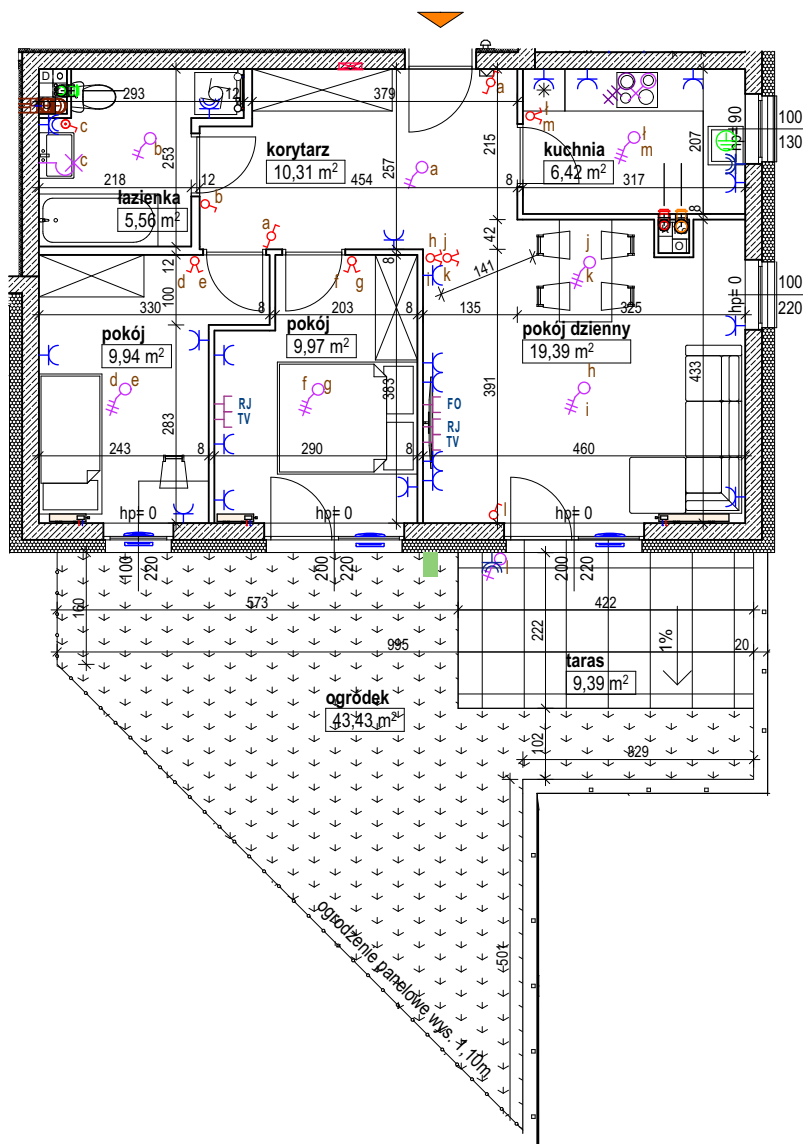 293
12
379
a
100
130
hp= 90
c
b
c
253
korytarz
10,31 m²
257
a
215
ł
m
kuchnia
6,42 m²
ł
m
207
218
12
454
8
317
łazienka
5,56 m²
b
a
8
42
h j
i k
141
j
k
hp= 0
100
220
12
100
d e
f g
8
330
8
203
8
135
325
pokój
9,94 m²
pokój
9,97 m²
pokój dzienny
19,39 m²
d e
f g
383
h
i
433
391
RJ
TV
FO
RJ
TV
283
243
8
290
8
460
hp= 0
hp= 0
hp= 0
l
100
220
200
220
200
220
l
160
573
422
222
995
1%
20
taras
9,39 m²
ogródek
43,43 m²
102
829
501
ogrodzenie panelowe wys. 1,10m